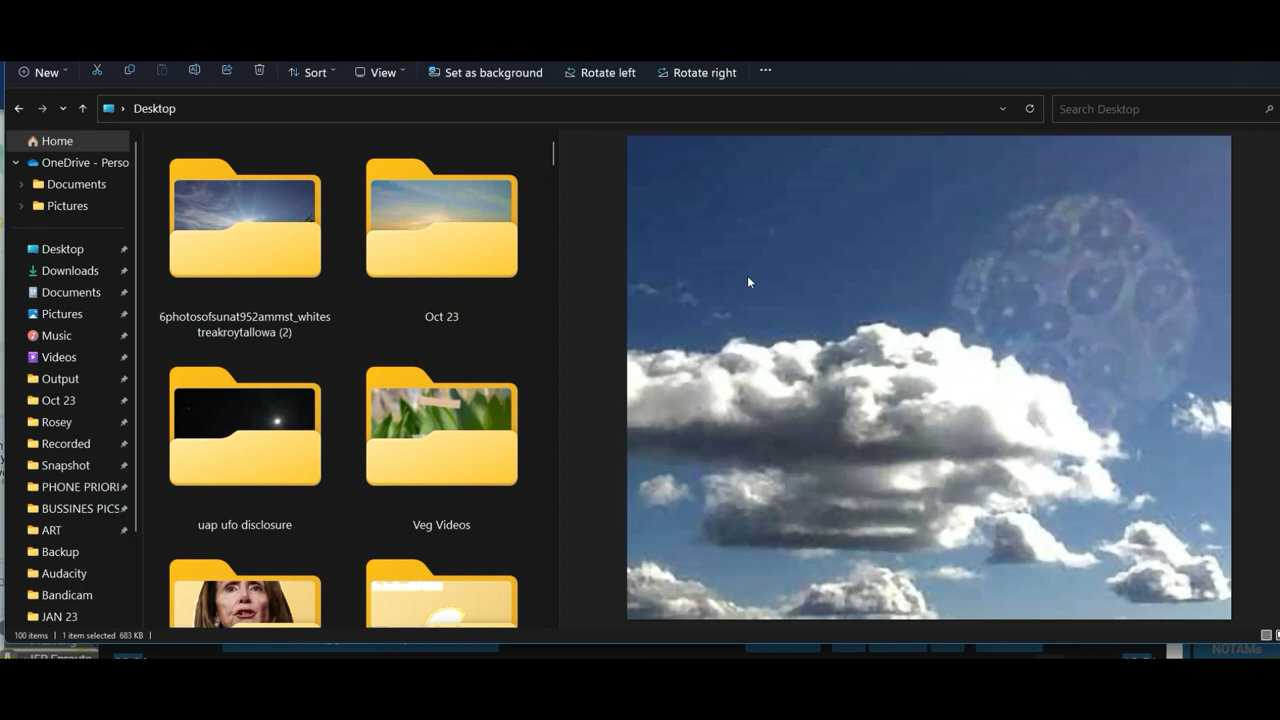 New
Sort
View
Set as background
Rotate left
Rotate right
Desktop
Search Desktop
Home
OneDrive - Perso
Documents
Pictures
Desktop
Downloads
Documents
Pictures
Music
Videos
Output
Oct 23
Rosey
Recorded
Snapshot
PHONE PRIORI
BUSSINES PICS
ART
Backup
Audacity
Bandicam
JAN 23
6photosofsunat952ammst_whites
treakroytallowa (2)
Oct 23
uap ufo disclosure
Veg Videos
100 items
1 item selected 683 KB
NOTAMs